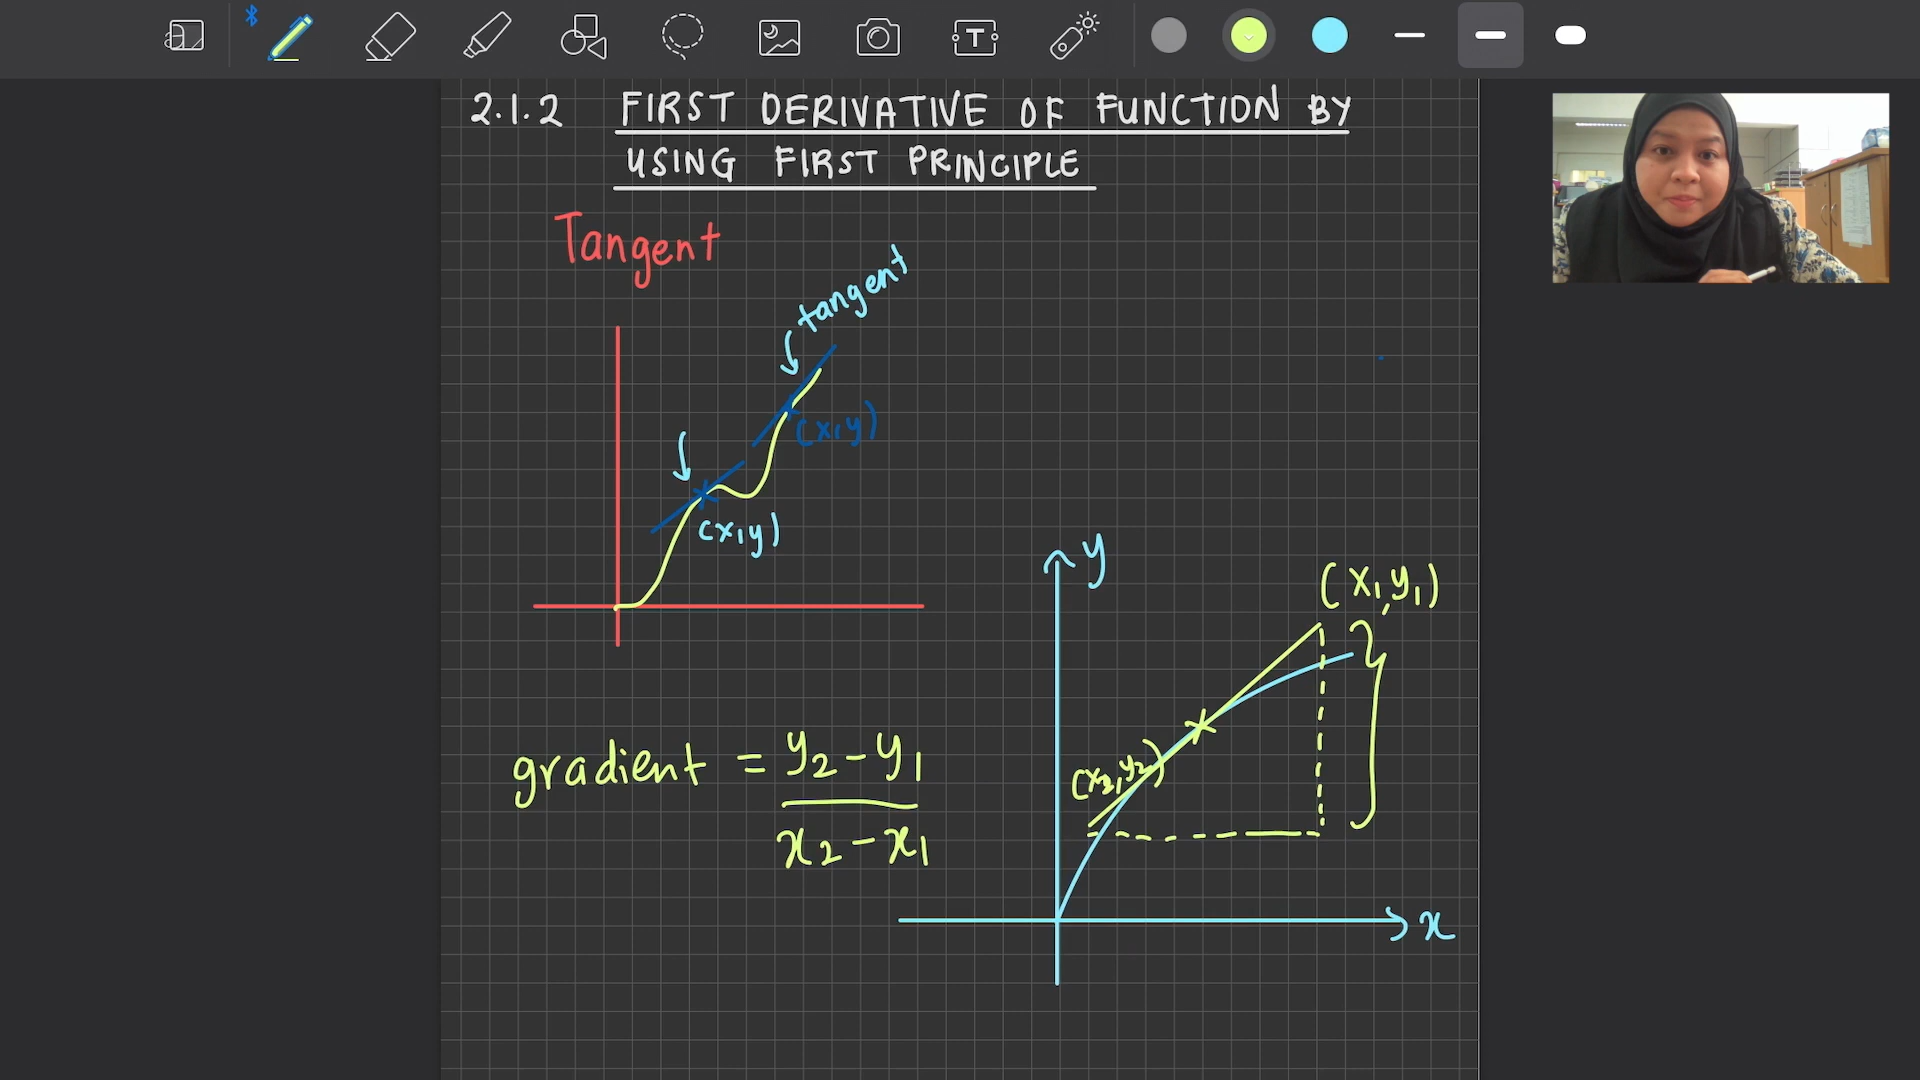 2.1.2 FIRST DERIVATIVE OF FUNCTION BY
USING FIRST PRINCIPLE
Tangent
tangent
(x,y)
(x,y)
y
(x₁,y₁)
(x₂,y₂)
gradient = y₂-y₁
x₂-x₁
x
T